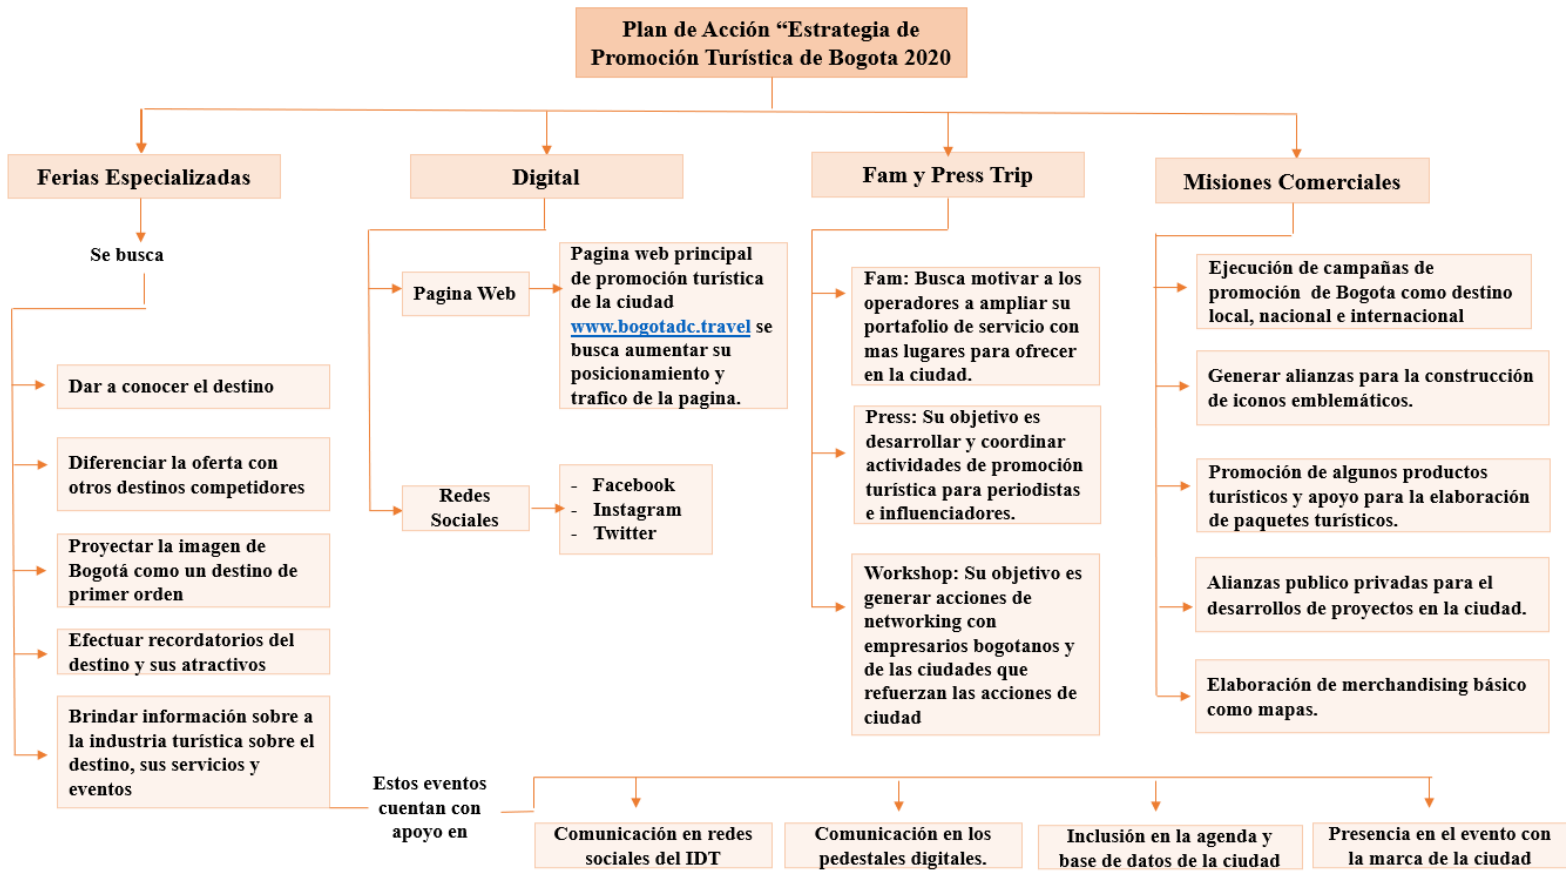 Plan de Acción “Estrategia de
Promoción Turística de Bogota 2020
Ferias Especializadas
Se busca
Dar a conocer el destino
Diferenciar la oferta con
otros destinos competidores
Proyectar la imagen de
Bogotá como un destino de
primer orden
Efectuar recordatorios del
destino y sus atractivos
Brindar información sobre a
la industria turística sobre el
destino, sus servicios y
eventos
Estos eventos
cuentan con
apoyo en
Comunicación en redes
sociales del IDT
Comunicación en los
pedestales digitales.
Inclusión en la agenda y
base de datos de la ciudad
Presencia en el evento con
la marca de la ciudad
Digital
Pagina Web
Pagina web principal
de promoción turística
de la ciudad
www.bogotadc.travel se
busca aumentar su
posicionamiento y
trafico de la pagina.
Redes
Sociales
- Facebook
- Instagram
- Twitter
Fam y Press Trip
Fam: Busca motivar a los
operadores a ampliar su
portafolio de servicio con
mas lugares para ofrecer
en la ciudad.
Press: Su objetivo es
desarrollar y coordinar
actividades de promoción
turística para periodistas
e influenciadores.
Workshop: Su objetivo es
generar acciones de
networking con
empresarios bogotanos y
de las ciudades que
refuerzan las acciones de
ciudad
Misiones Comerciales
Ejecución de campañas de
promoción de Bogota como destino
local, nacional e internacional
Generar alianzas para la construcción
de iconos emblemáticos.
Promoción de algunos productos
turísticos y apoyo para la elaboración
de paquetes turísticos.
Alianzas publico privadas para el
desarrollos de proyectos en la ciudad.
Elaboración de merchandising básico
como mapas.